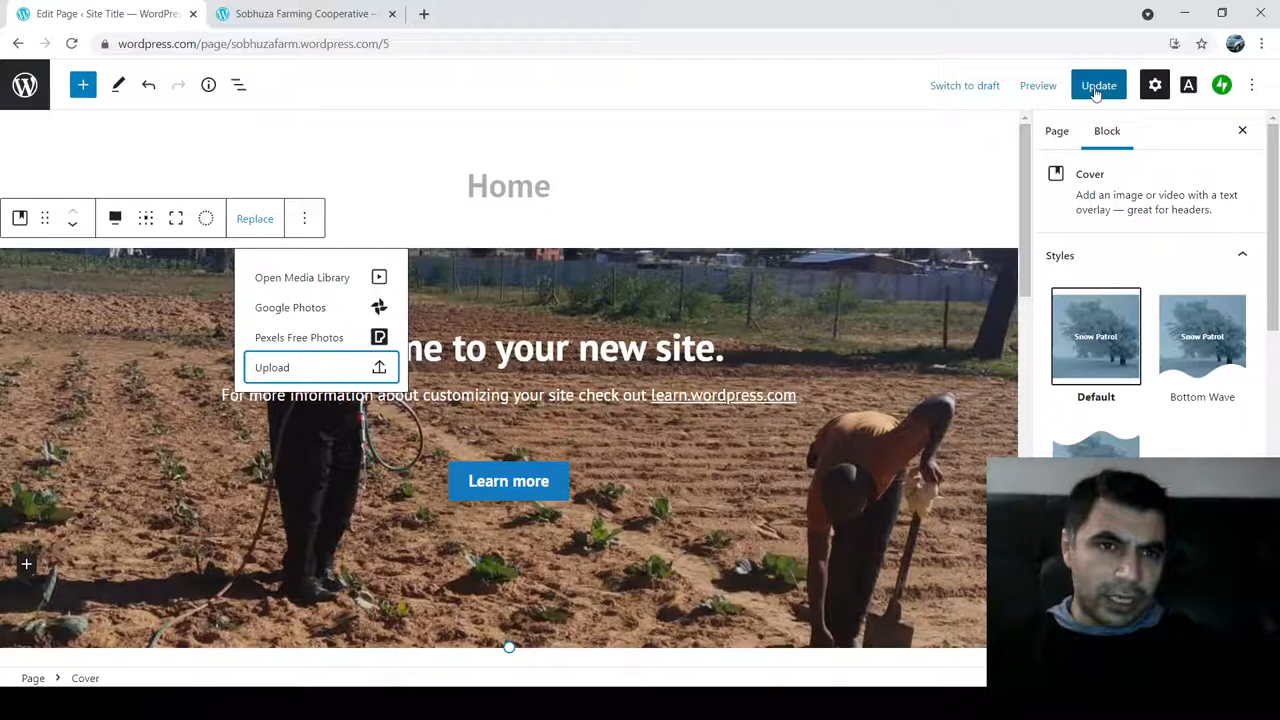 Edit Page ‹ Site Title — WordPres
Sobhuza Farming Cooperative –
wordpress.com/page/sobhuzafarm.wordpress.com/5
Switch to draft
Preview
Update
A
Page
Block
Cover
Add an image or video with a text
overlay — great for headers.
Home
Replace
Styles
Open Media Library
Google Photos
Pexels Free Photos
Upload
me to your new site.
For more information about customizing your site check out learn.wordpress.com
Learn more
Snow Patrol
Snow Patrol
Default
Bottom Wave
Page
Cover